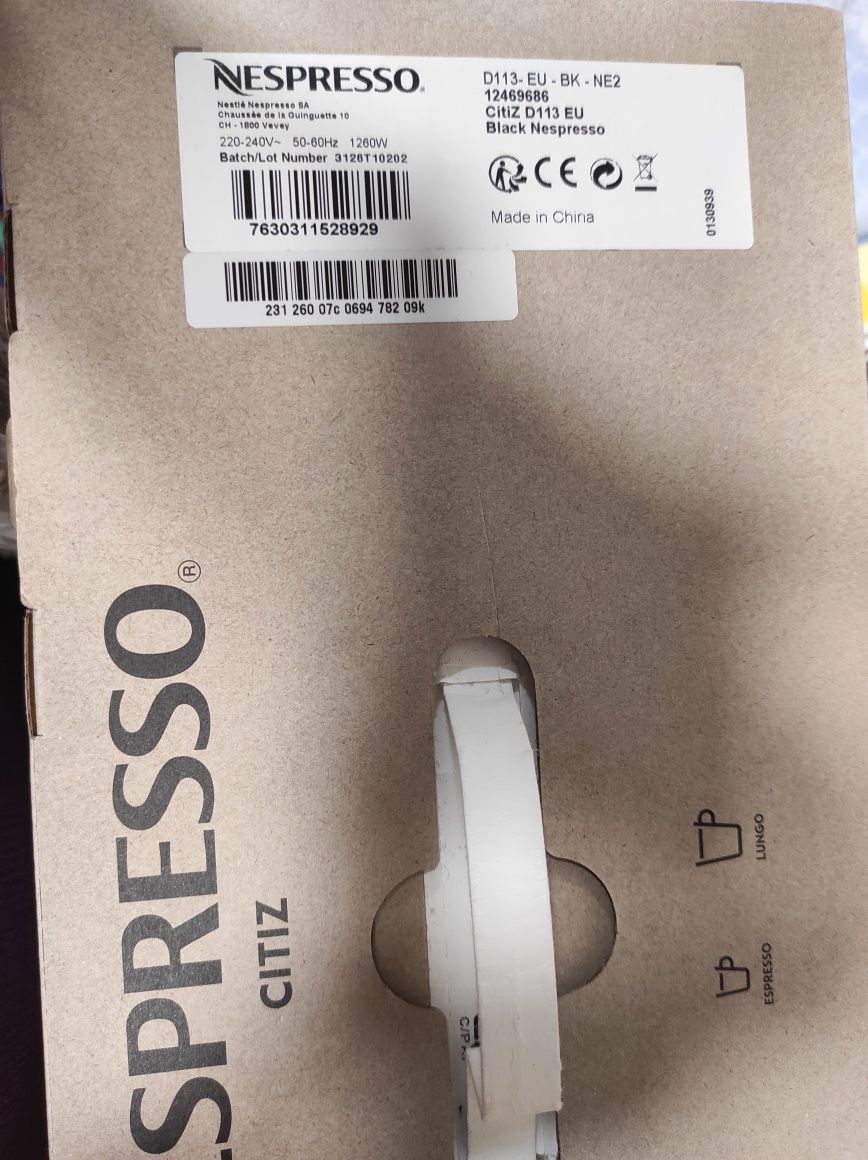 NESPRESSO®
Nestlé Nespresso SA
Chaussée de la Guinguette 10
CH - 1800 Vevey
220-240V~ 50-60Hz 1260W
Batch/Lot Number 3126T10202
7630311528929
D113- EU - BK - NE2
12469686
CitiZ D113 EU
Black Nespresso
CE
Made in China
0130939
231 260 07c 0694 782 09k
SPRESSO®
CITIZ
LUNGO
ESPRESSO